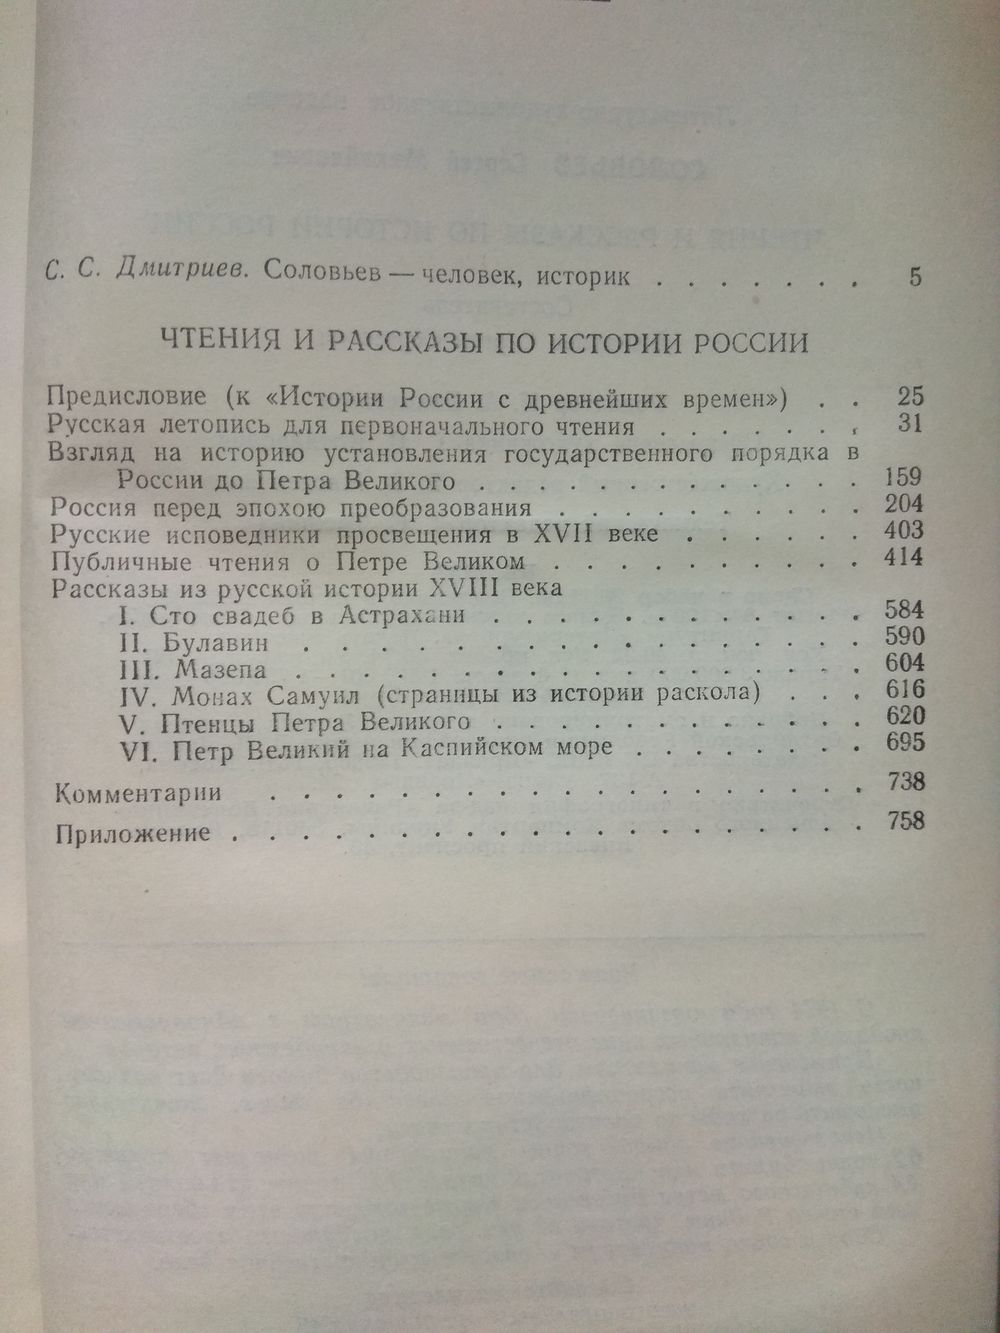 С. С. Дмитриев. Соловьев — человек, историк . . . . . . . 5
ЧТЕНИЯ И РАССКАЗЫ ПО ИСТОРИИ РОССИИ
Предисловие (к «Истории России с древнейших времен») . . 25
Русская летопись для первоначального чтения . . . . . . . 31
Взгляд на историю установления государственного порядка в
России до Петра Великого . . . . . . . . . . . . . 159
Россия перед эпохою преобразования . . . . . . . . . . 204
Русские исповедники просвещения в XVII веке . . . . . . 403
Публичные чтения о Петре Великом . . . . . . . . . . 414
Рассказы из русской истории XVIII века
I. Сто свадеб в Астрахани . . . . . . . . . . . . 584
II. Булавин . . . . . . . . . . . . . . . . 590
III. Мазепа . . . . . . . . . . . . . . . . 604
IV. Монах Самуил (страницы из истории раскола) . . . 616
V. Птенцы Петра Великого . . . . . . . . . . . . 620
VI. Петр Великий на Каспийском море . . . . . . . . 695
Комментарии . . . . . . . . . . . . . . . . . 738
Приложение . . . . . . . . . . . . . . . . . . 758